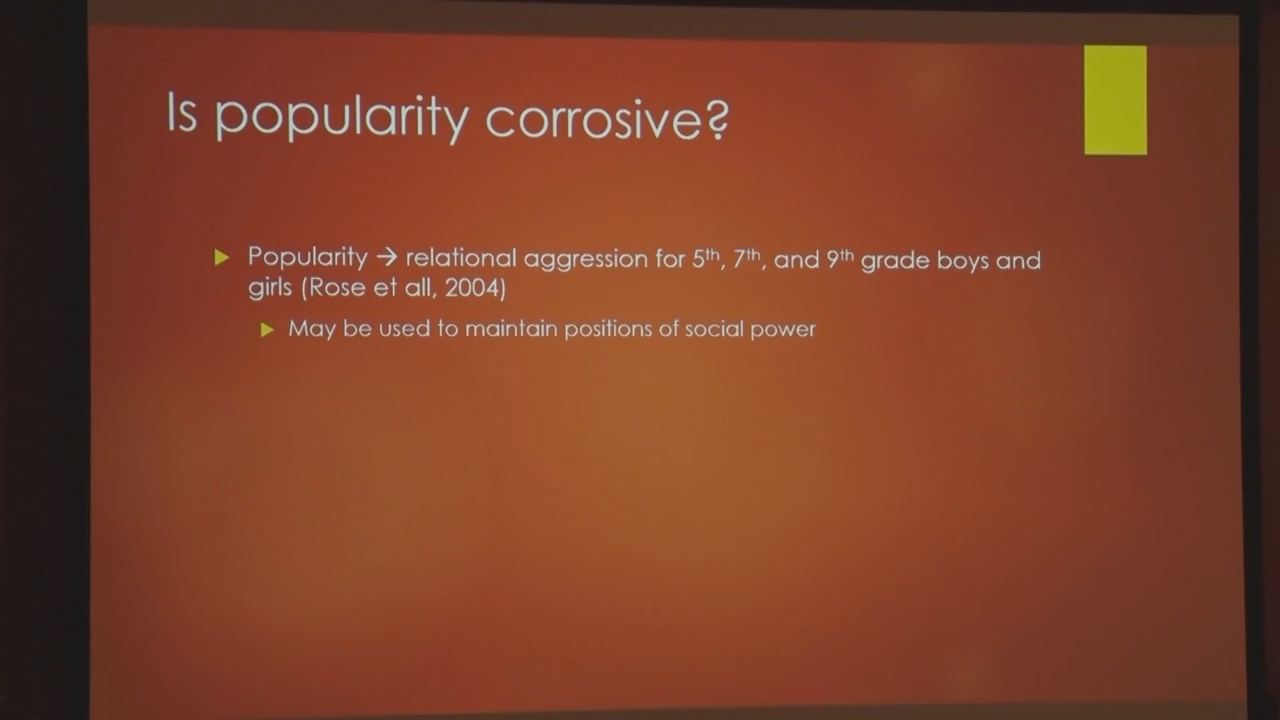 Is popularity corrosive?
Popularity → relational aggression for 5th, 7th, and 9th grade boys and
girls (Rose et all, 2004)
May be used to maintain positions of social power